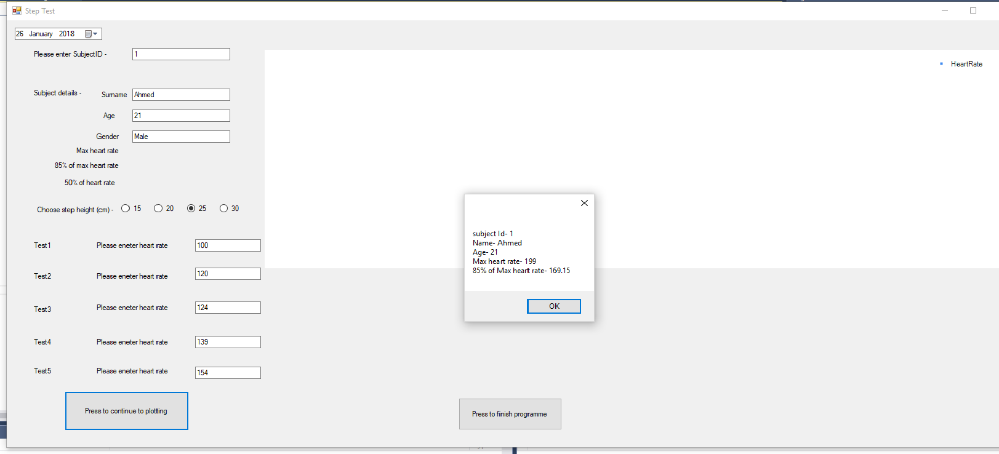 Step Test
26 January 2018
Please enter SubjectID - 1
HeartRate
Subject details - Surname Ahmed
Age 21
Gender Male
Max heart rate
85% of max heart rate
50% of heart rate
Choose step height (cm) - 15 20 25 30
subject Id- 1
Name- Ahmed
Age- 21
Max heart rate- 199
85% of Max heart rate- 169.15
OK
Test1 Please eneter heart rate 100
Test2 Please eneter heart rate 120
Test3 Please eneter heart rate 124
Test4 Please eneter heart rate 139
Test5 Please eneter heart rate 154
Press to continue to plotting
Press to finish programme